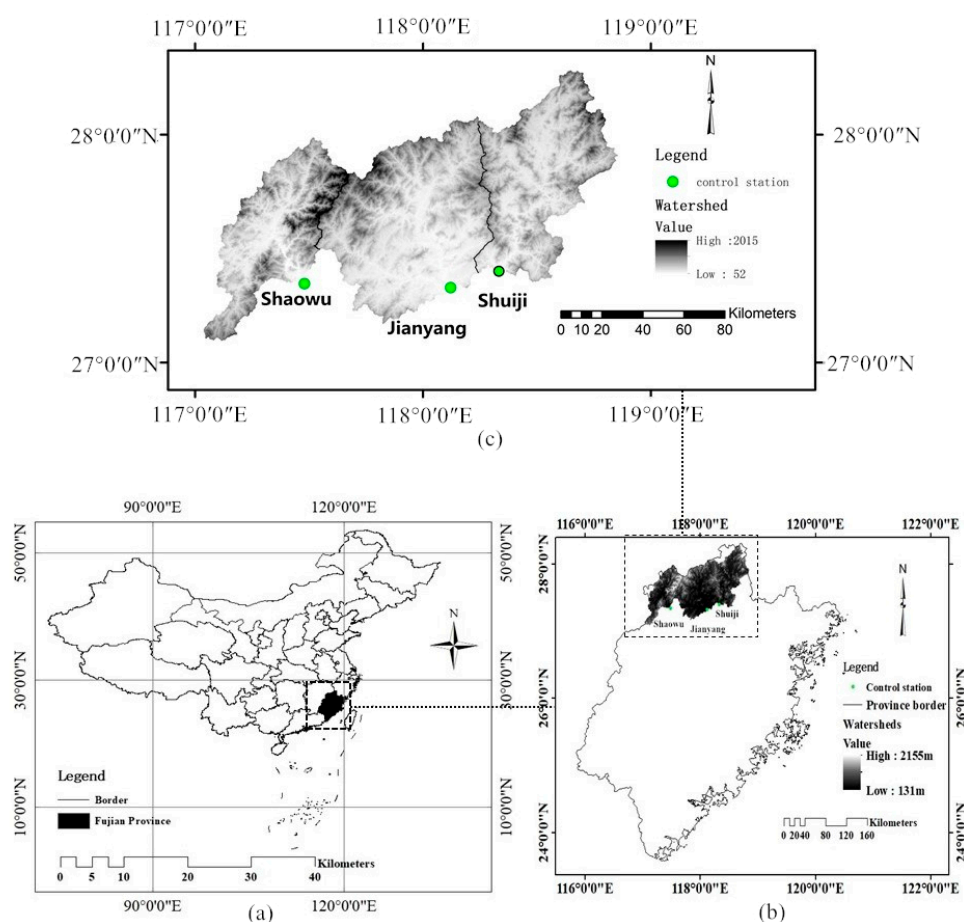 117°0'0"E 118°0'0"E 119°0'0"E
N
28°0'0"N 28°0'0"N
Legend
control station
Watershed
Value
High :2015
Low : 52
Shaowu
Shuiji
Jianyang
Kilometers
0 5 10 15 20 40 60 80
27°0'0"N 27°0'0"N
117°0'0"E 118°0'0"E 119°0'0"E
(c)
90°0'0"E 120°0'0"E
50°0'0"N 50°0'0"N
N
30°0'0"N 30°0'0"N
Legend
Border
Fujian Province
10°0'0"N 10°0'0"N
Kilometers
0 5 10 20 30 40
90°0'0"E 120°0'0"E
(a)
116°0'0"E 118°0'0"E 120°0'0"E 122°0'0"E
28°0'0"N 28°0'0"N
N
Shuiji
Shaowu
Jianyang
Legend
Control station
Province border
26°0'0"N 26°0'0"N
Watersheds
Value
High : 2155m
Low : 131m
Kilometers
0 20 40 80 120 160
24°0'0"N 24°0'0"N
116°0'0"E 118°0'0"E 120°0'0"E 122°0'0"E
(b)